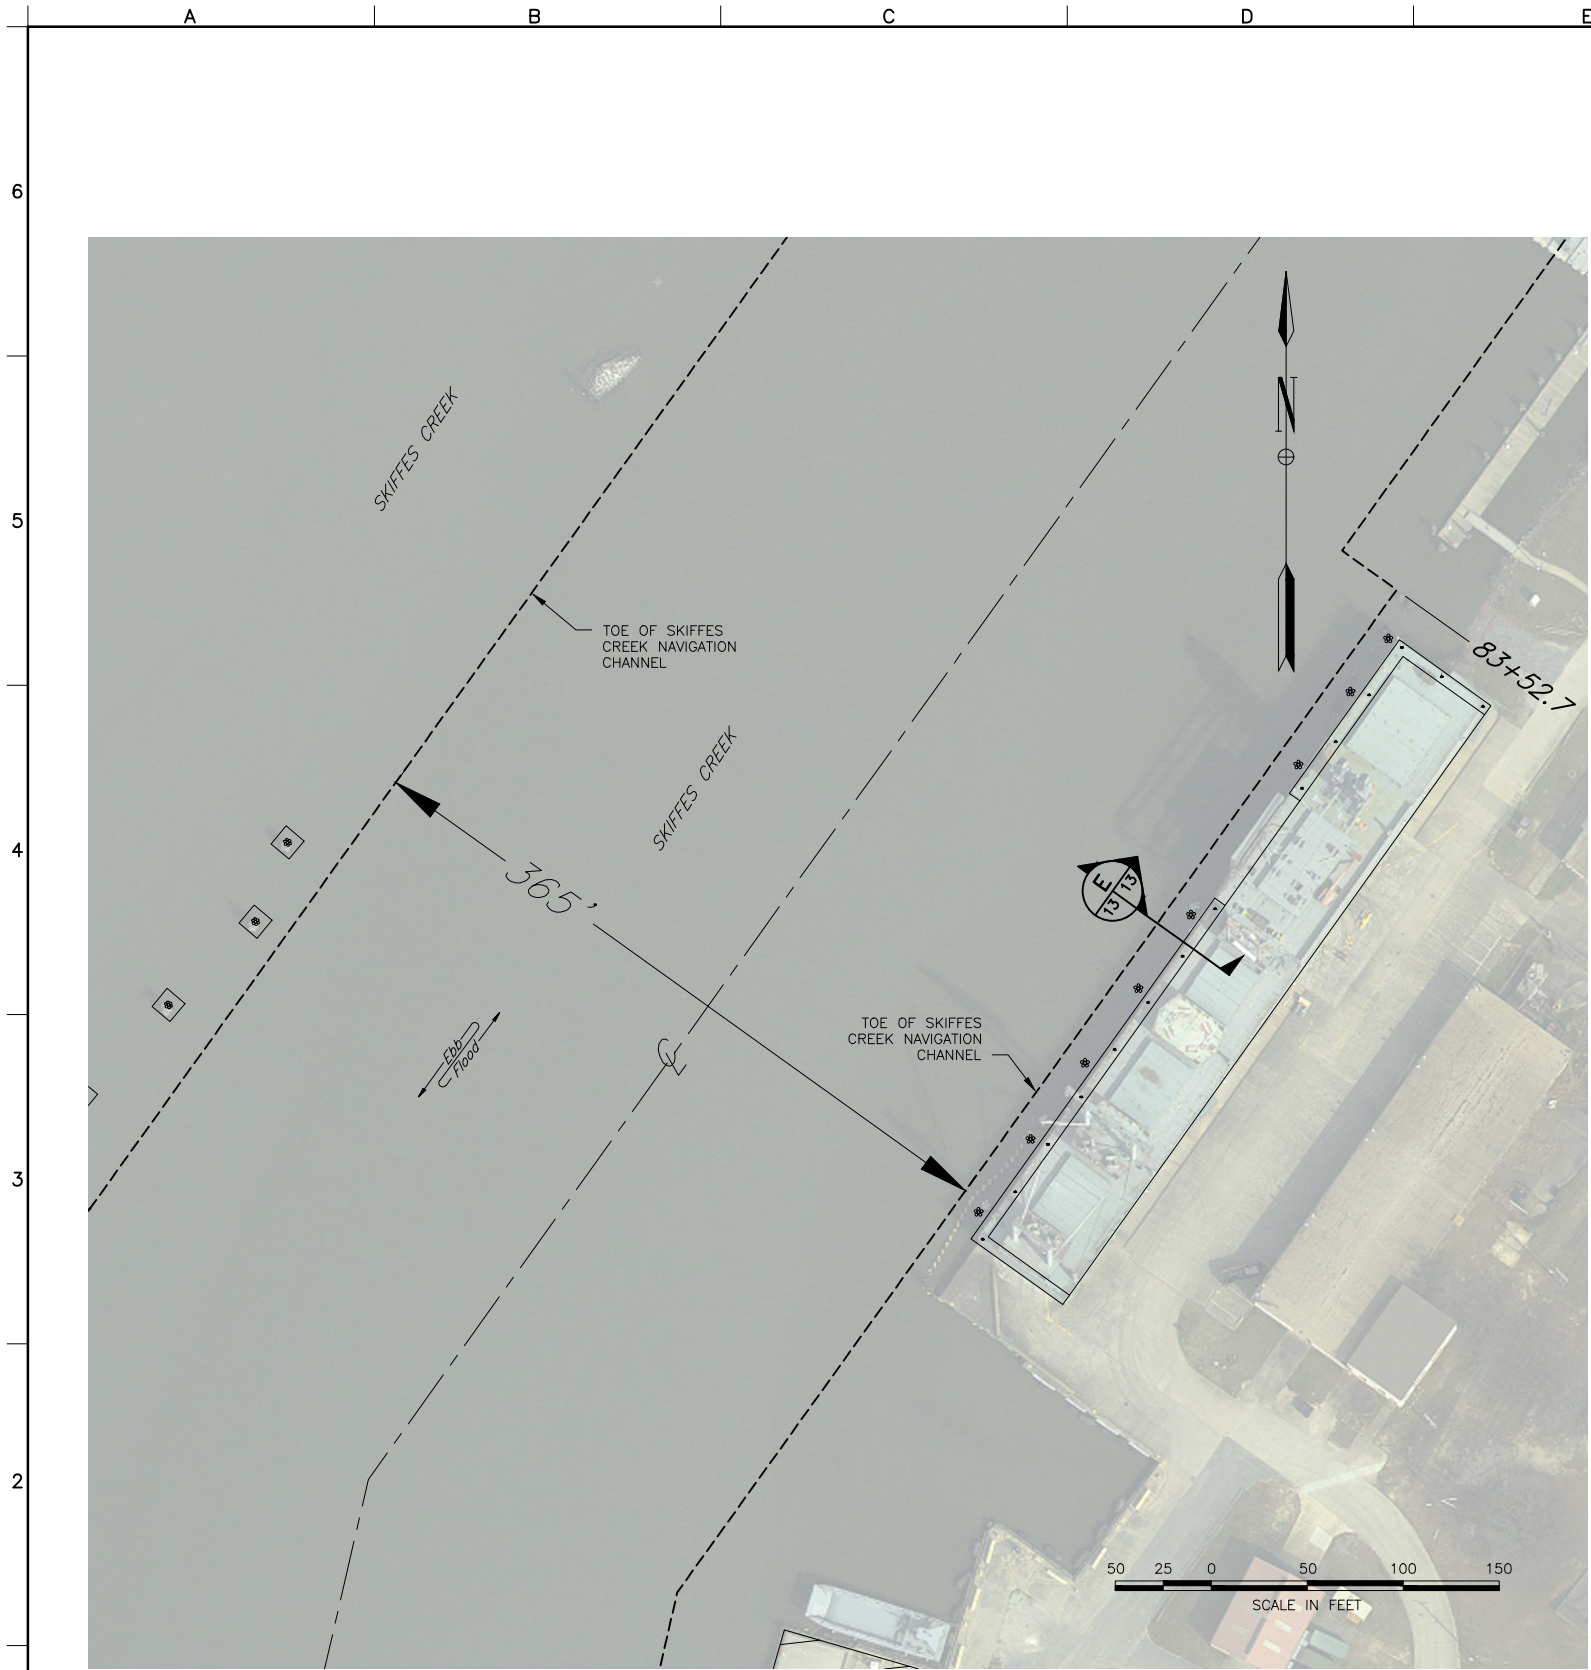 A B C D E
6
5
4
3
2
N
SKIFFES CREEK
TOE OF SKIFFES
CREEK NAVIGATION
CHANNEL
83+52.7
SKIFFES CREEK
365'
E
13
13
TOE OF SKIFFES
CREEK NAVIGATION
CHANNEL
Ebb
Flood
CL
50 25 0 50 100 150
SCALE IN FEET